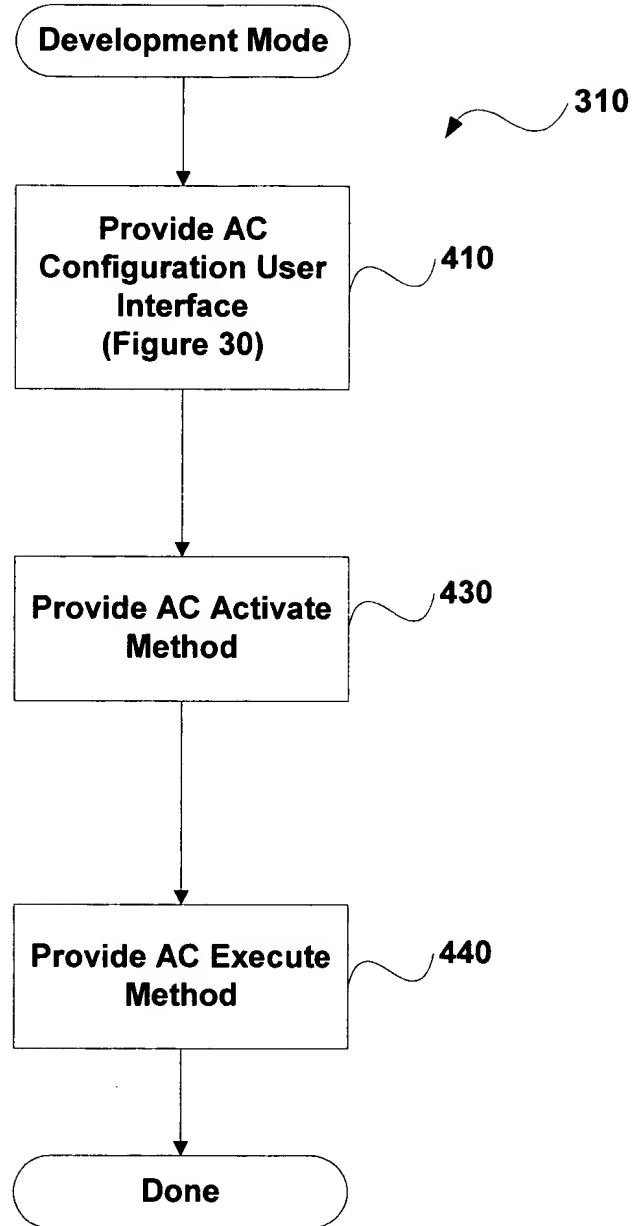 Development Mode
310
Provide AC
Configuration User
Interface
(Figure 30)
410
Provide AC Activate
Method
430
Provide AC Execute
Method
440
Done